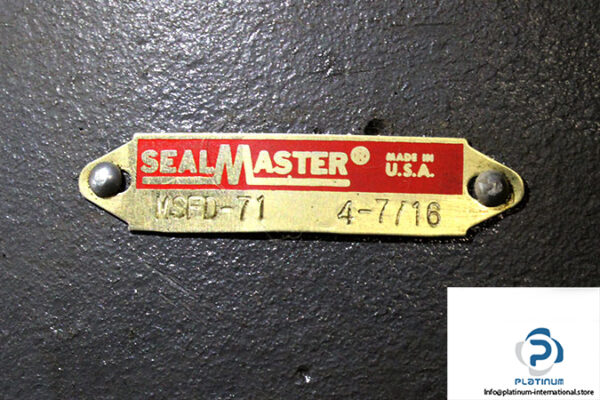 SEALMASTER®
MADE IN
U.S.A.
MSFD-71 4-7/16
PLATINUM
Info@platinum-international.store